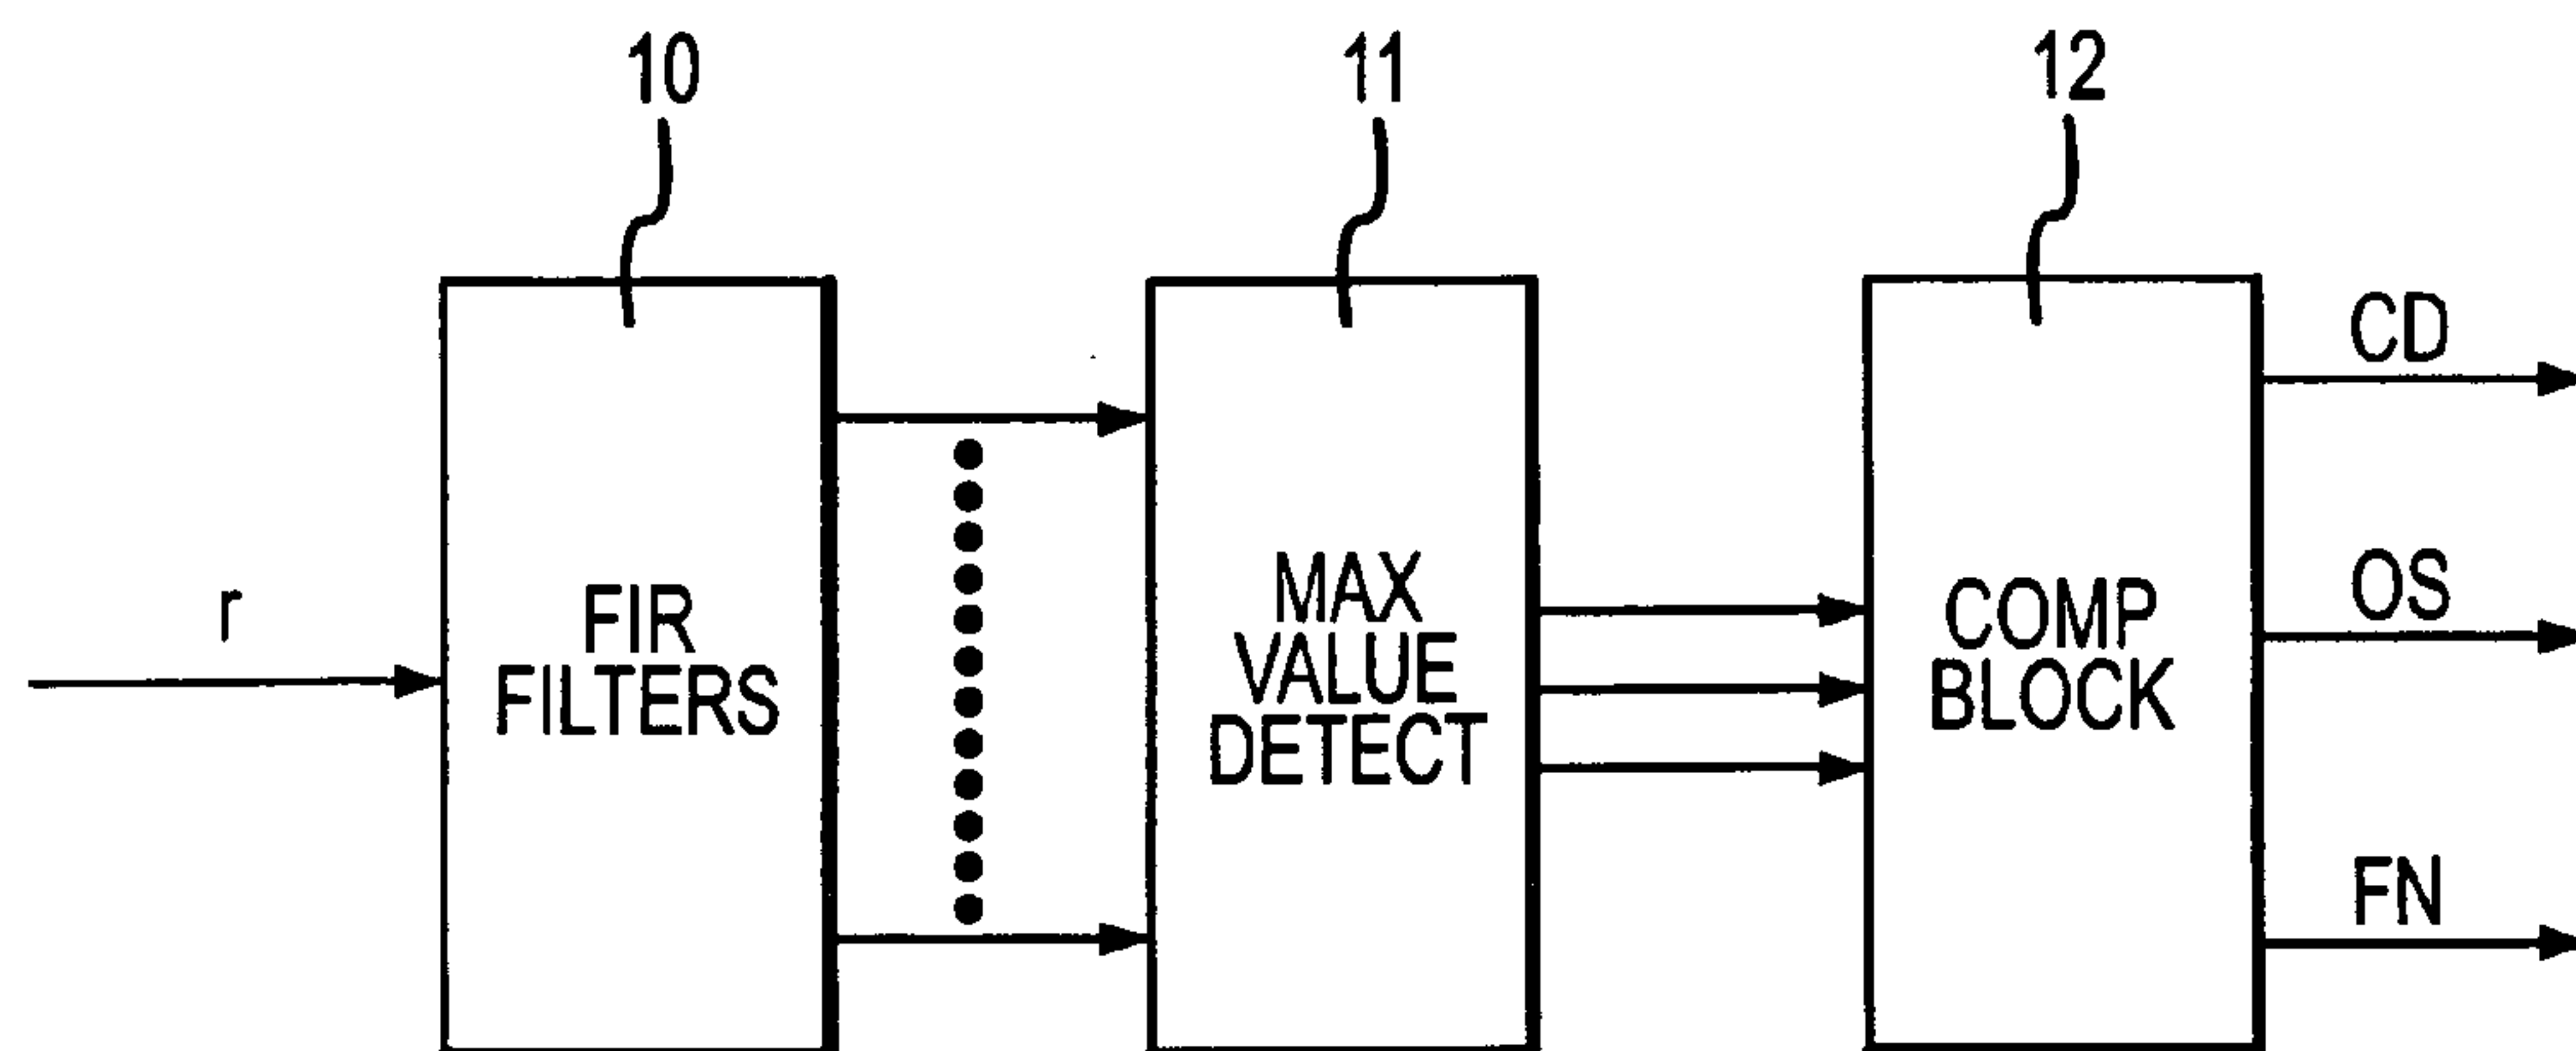 10
11
12
r
FIR
FILTERS
MAX
VALUE
DETECT
COMP
BLOCK
CD
OS
FN